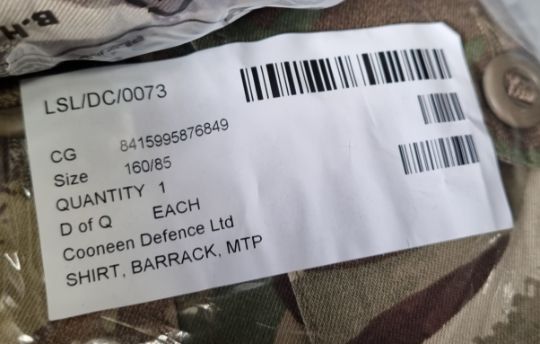 B.H
LSL/DC/0073
CG 8415995876849
Size 160/85
QUANTITY 1
D of Q EACH
Cooneen Defence Ltd
SHIRT, BARRACK, MTP